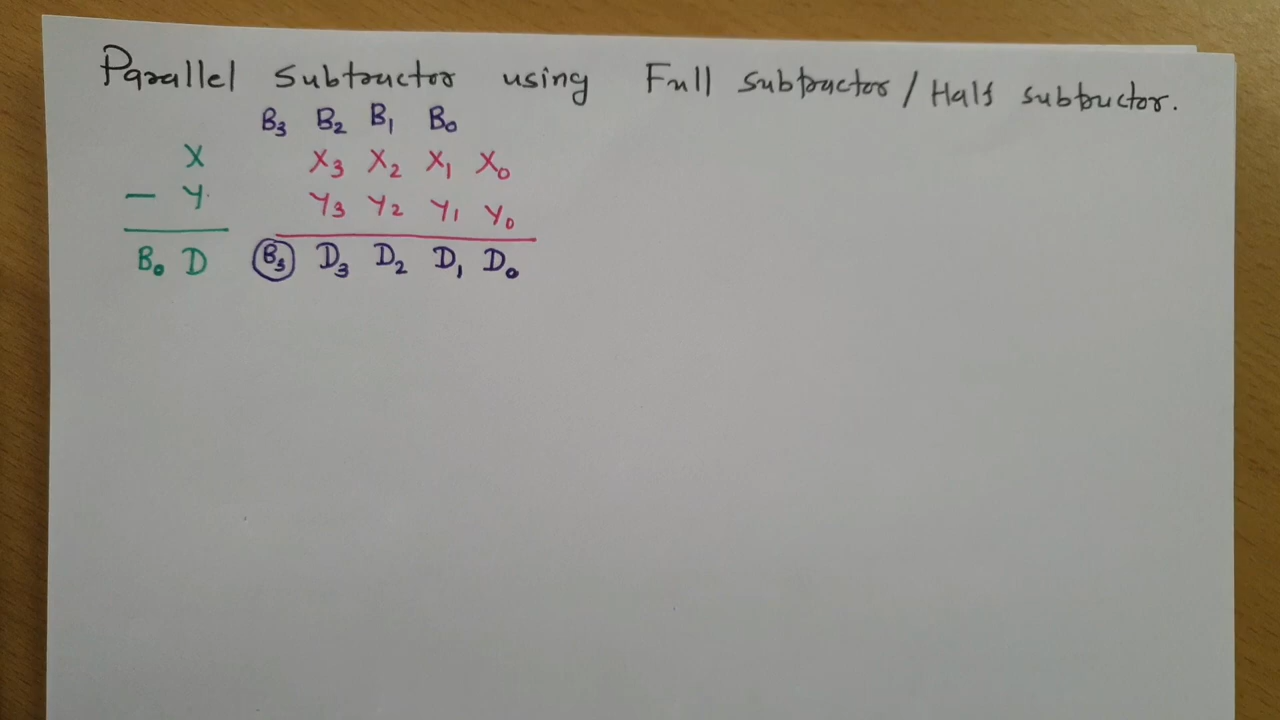 Parallel Subtractor using Full subtractor / Half subtructor.
B₃ B₂ B₁ B₀
X X₃ X₂ X₁ X₀
— Y. Y₃ Y₂ Y₁ Y₀
B₀ D B₃ D₃ D₂ D₁ D₀